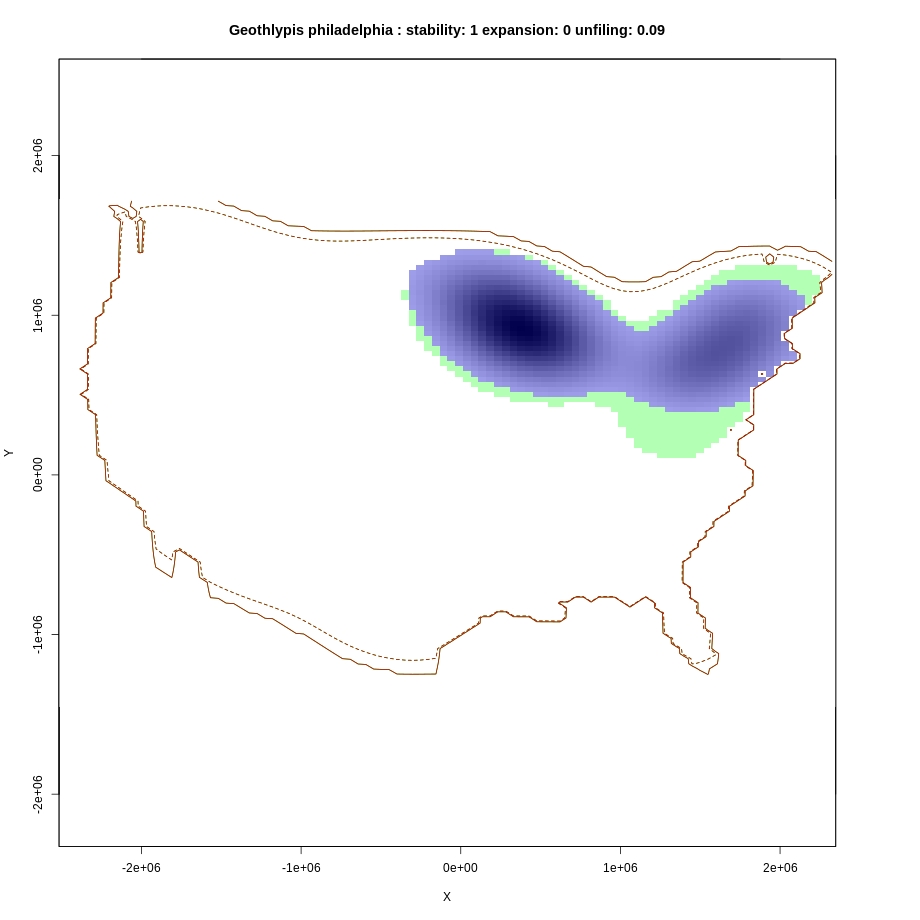 Geothlypis philadelphia : stability: 1 expansion: 0 unfiling: 0.09
2e+06
1e+06
0e+00
-1e+06
-2e+06
Y
-2e+06 -1e+06 0e+00 1e+06 2e+06
X